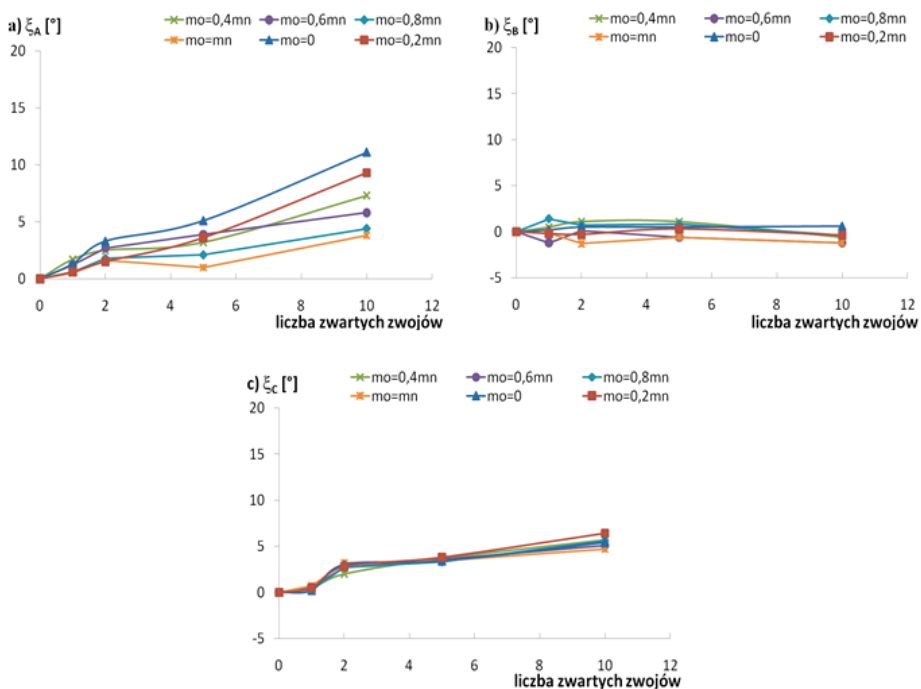 a) ξA [°]
mo=0,4mn mo=0,6mn mo=0,8mn
mo=mn mo=0 mo=0,2mn
20
15
10
5
0
0 2 4 6 8 10 12
liczba zwartych zwojów
b) ξB [°]
mo=0,4mn mo=0,6mn mo=0,8mn
mo=mn mo=0 mo=0,2mn
20
15
10
5
0
-5
0 2 4 6 8 10 12
liczba zwartych zwojów
c) ξC [°]
mo=0,4mn mo=0,6mn mo=0,8mn
mo=mn mo=0 mo=0,2mn
20
15
10
5
0
-5
0 2 4 6 8 10 12
liczba zwartych zwojów